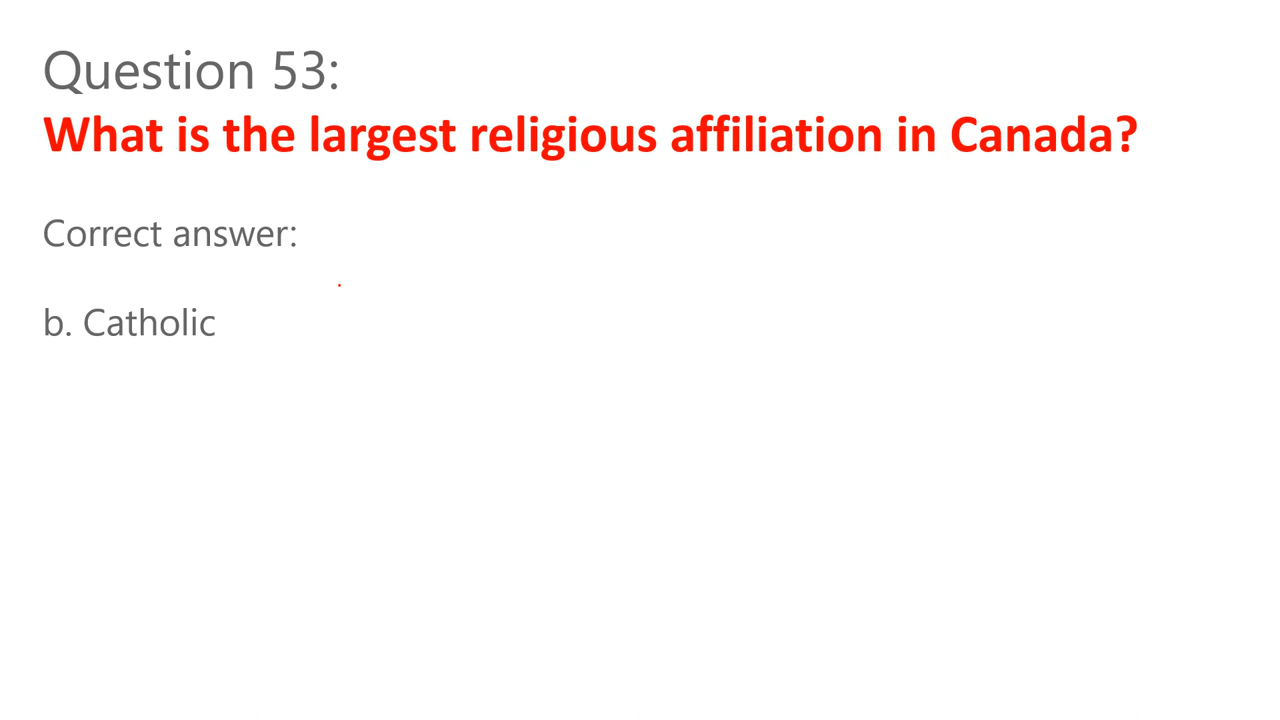 Question 53:
What is the largest religious affiliation in Canada?
Correct answer:
b. Catholic